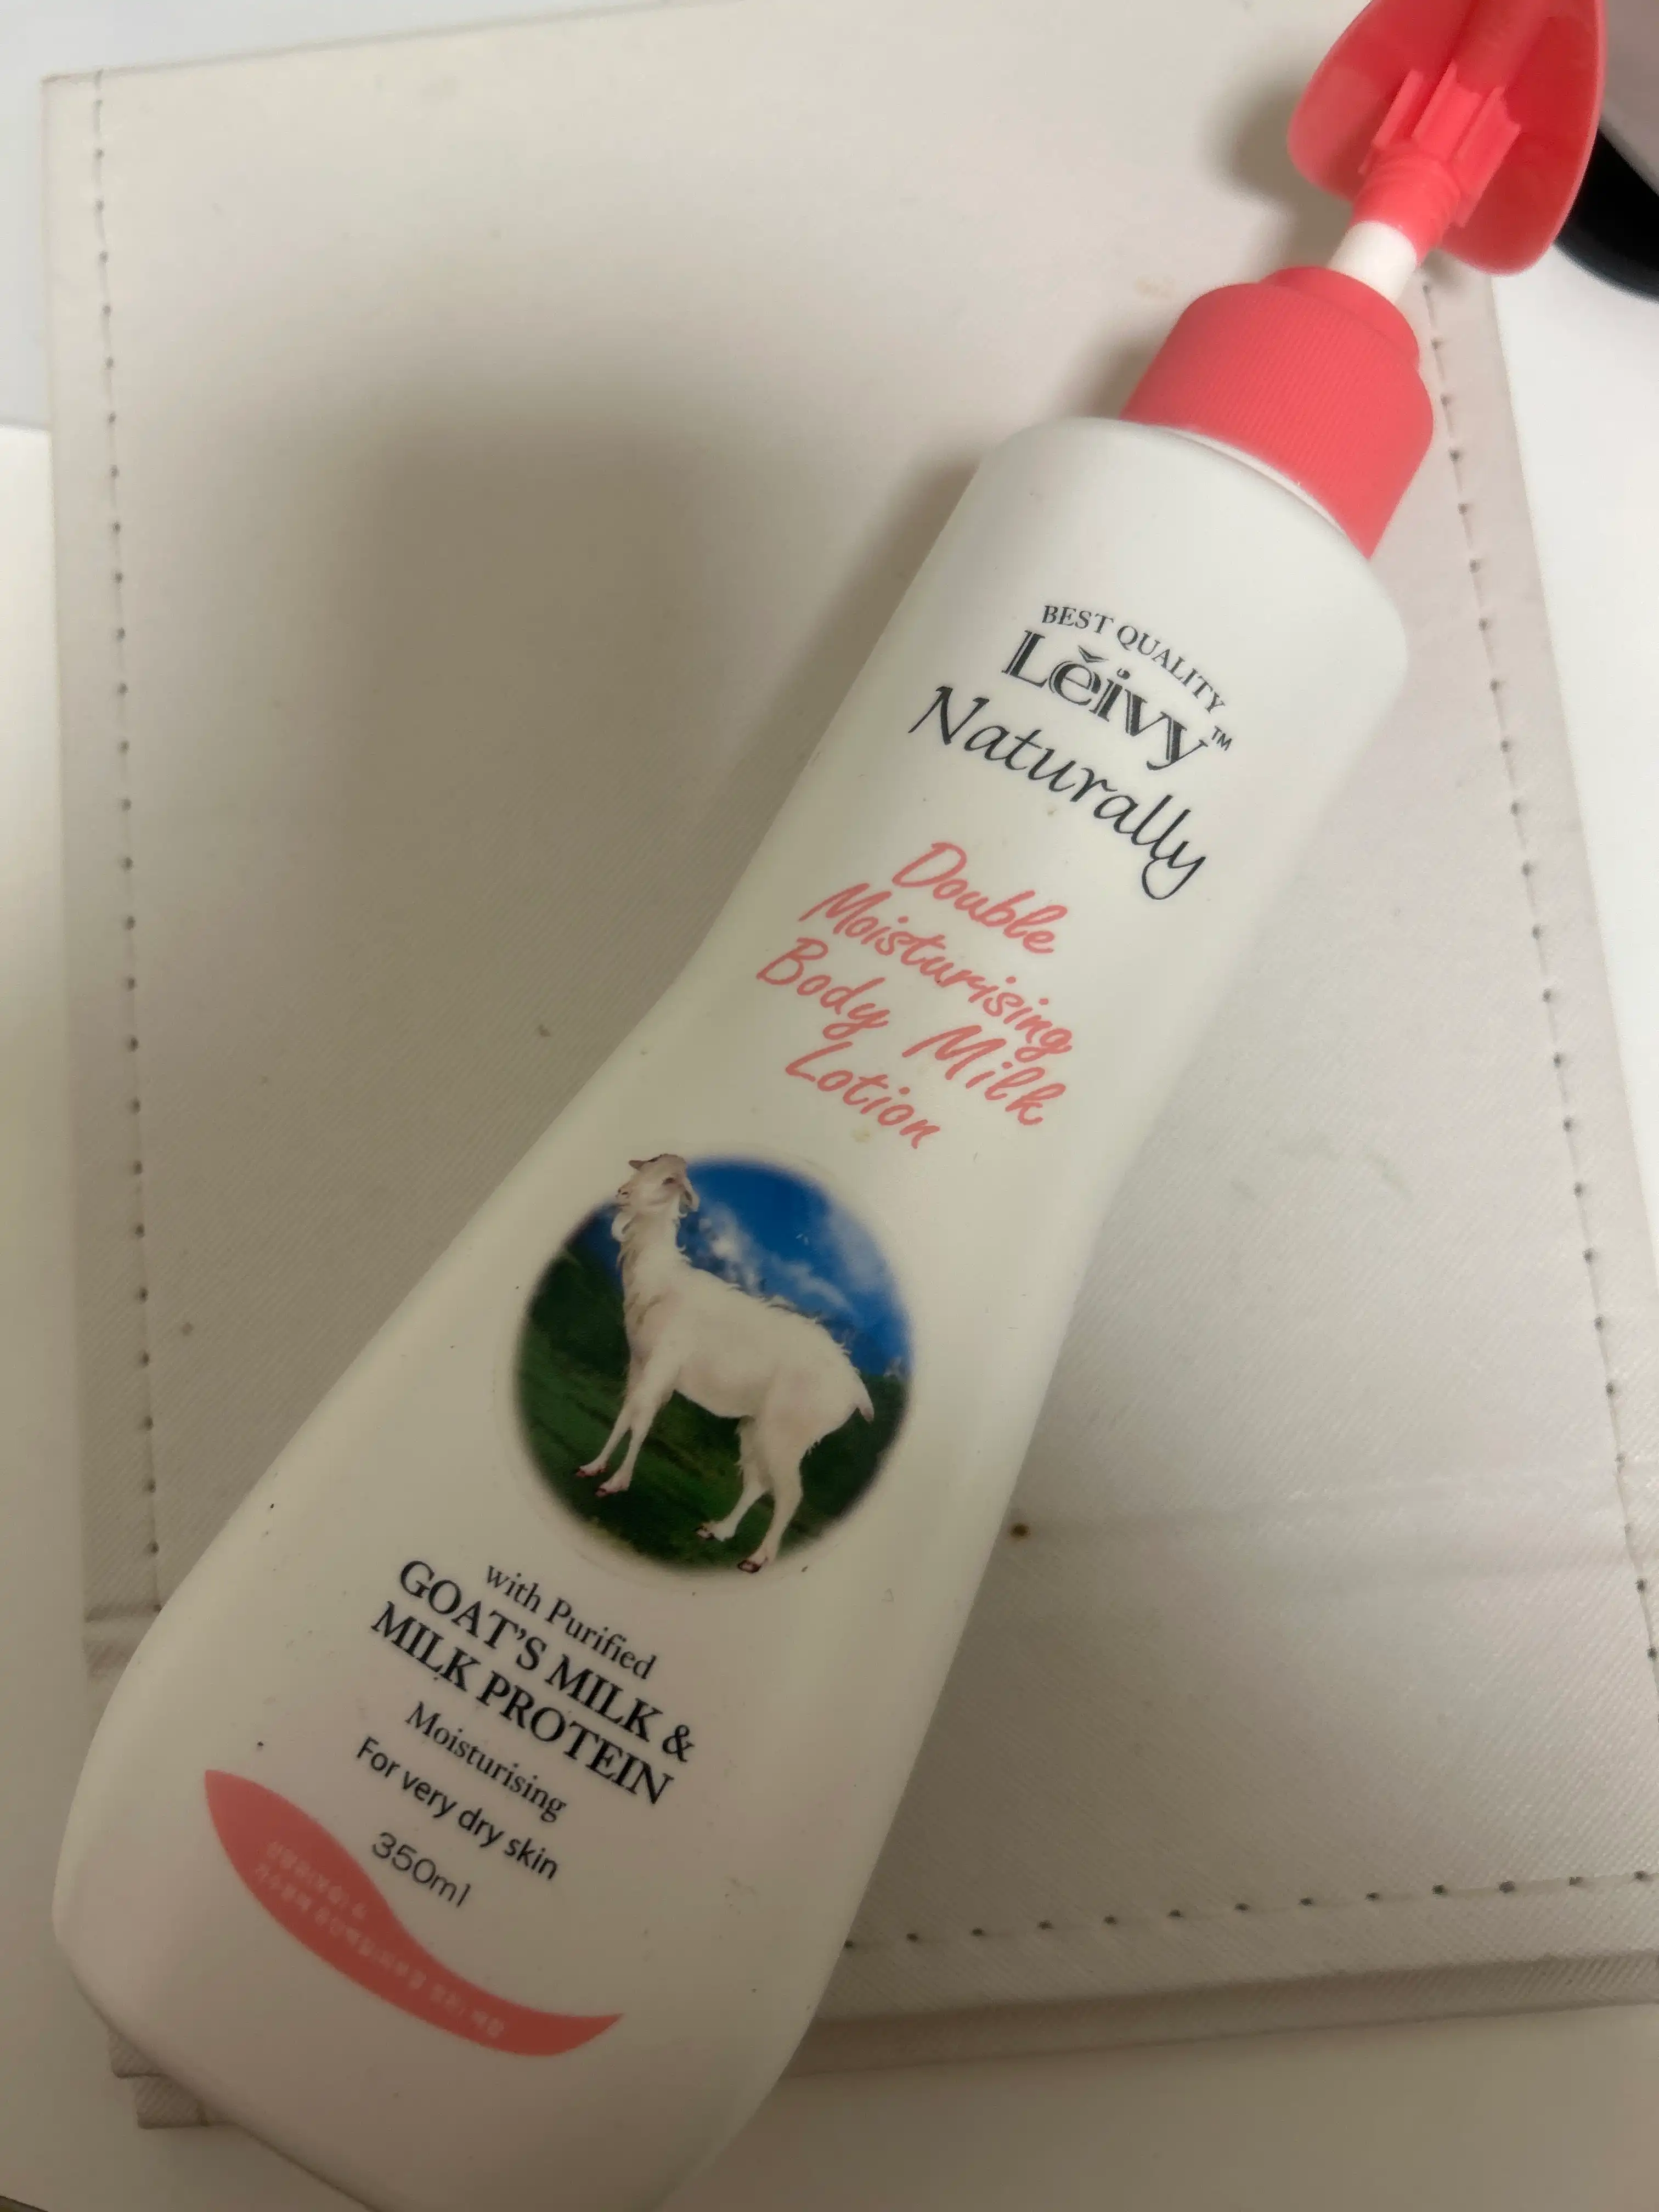 BEST QUALITY
Lěivy™
Naturally
Double
Moisturising
Body Milk
Lotion
with Purified
GOAT'S MILK &
MILK PROTEIN
Moisturising
For very dry skin
350ml